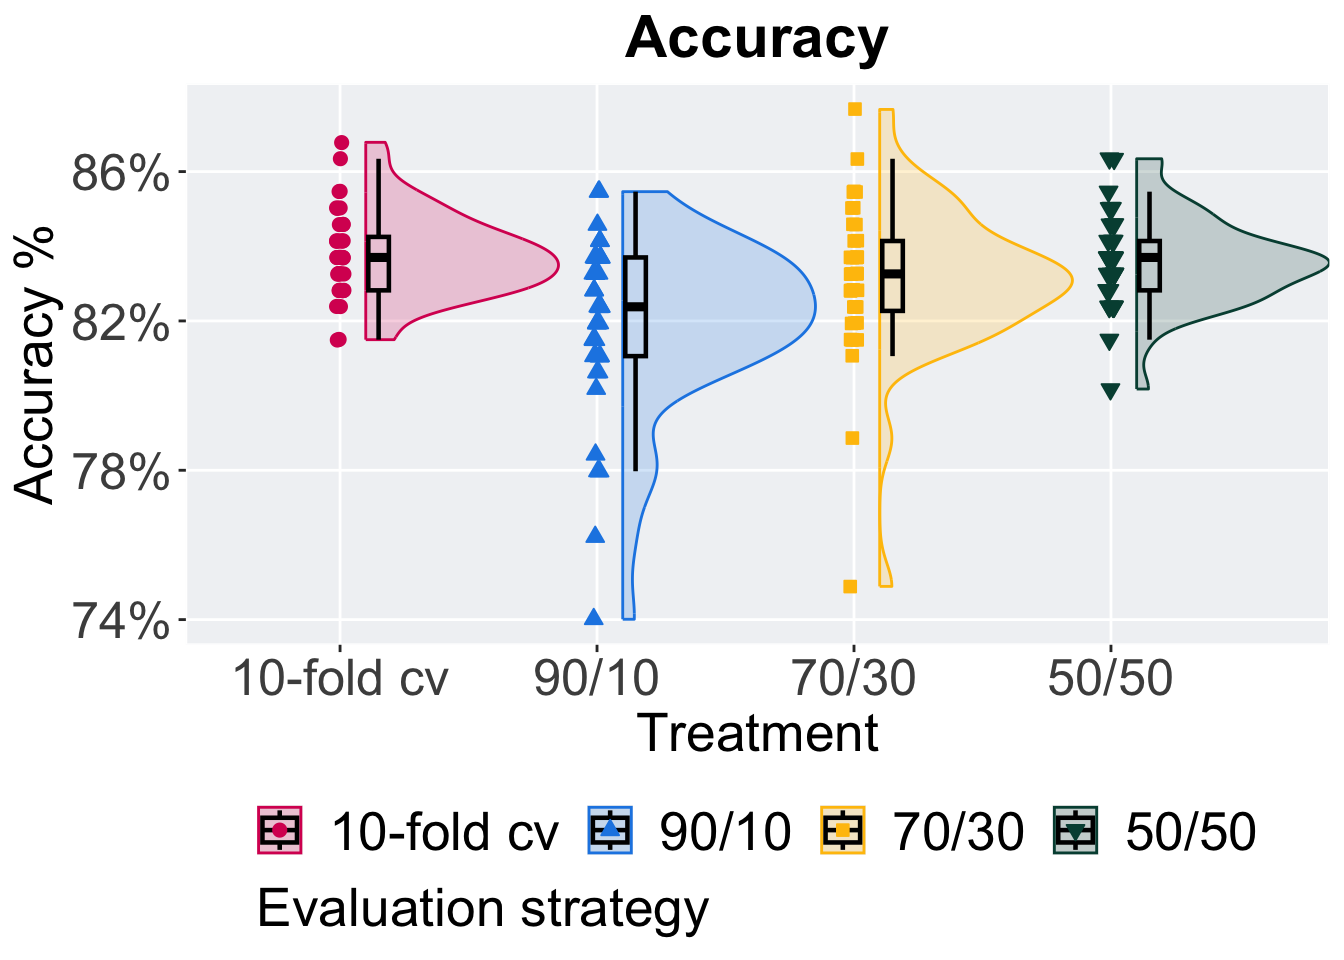 Accuracy
Accuracy %
86%
82%
78%
74%
10-fold cv 90/10 70/30 50/50
Treatment
10-fold cv 90/10 70/30 50/50
Evaluation strategy